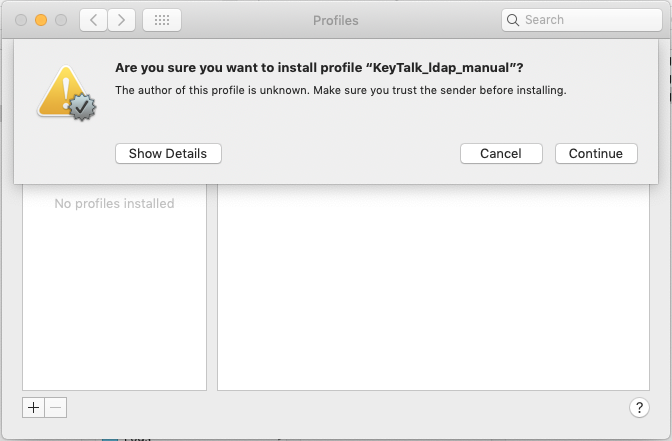 Profiles
Search
Are you sure you want to install profile “KeyTalk_ldap_manual”?
The author of this profile is unknown. Make sure you trust the sender before installing.
Show Details
Cancel
Continue
No profiles installed
?